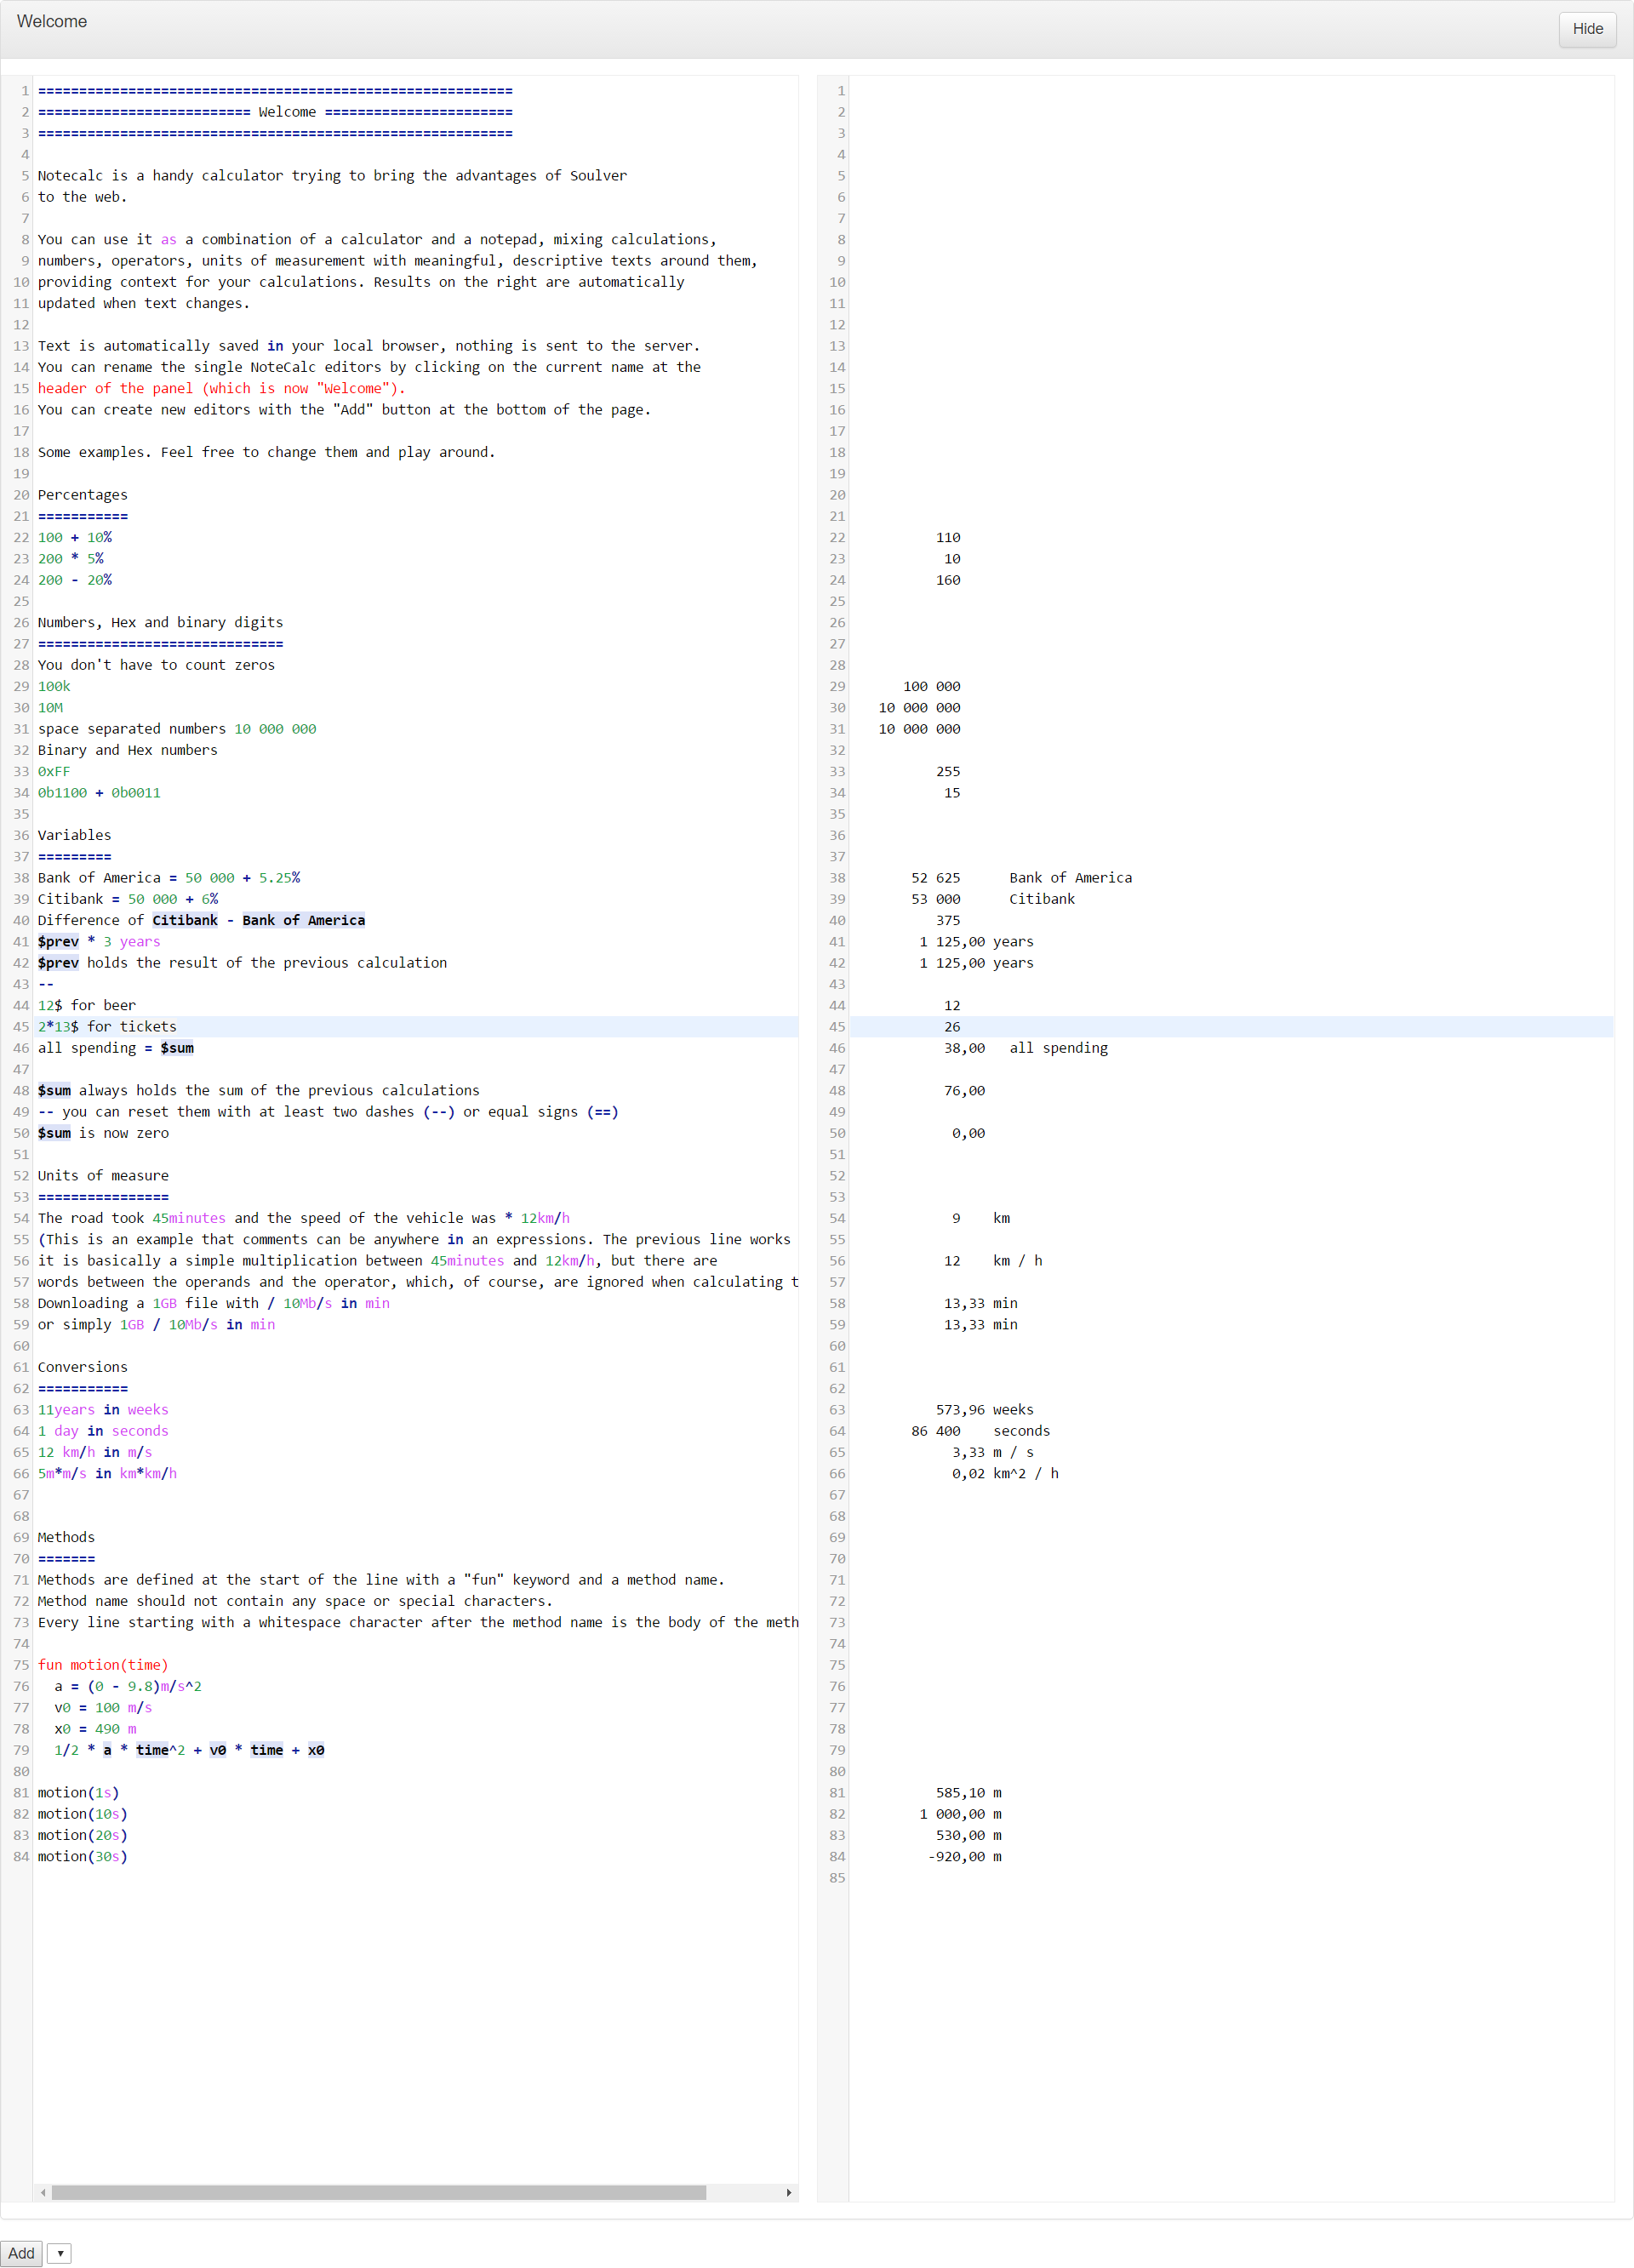 Welcome
Hide
1 ==========================================================
2 ========================== Welcome =======================
3 ==========================================================
4
5 Notecalc is a handy calculator trying to bring the advantages of Soulver
6 to the web.
7
8 You can use it as a combination of a calculator and a notepad, mixing calculations,
9 numbers, operators, units of measurement with meaningful, descriptive texts around them,
10 providing context for your calculations. Results on the right are automatically
11 updated when text changes.
12
13 Text is automatically saved in your local browser, nothing is sent to the server.
14 You can rename the single NoteCalc editors by clicking on the current name at the
15 header of the panel (which is now "Welcome").
16 You can create new editors with the "Add" button at the bottom of the page.
17
18 Some examples. Feel free to change them and play around.
19
20 Percentages
21 ===========
22 100 + 10%
23 200 * 5%
24 200 - 20%
25
26 Numbers, Hex and binary digits
27 ==============================
28 You don't have to count zeros
29 100k
30 10M
31 space separated numbers 10 000 000
32 Binary and Hex numbers
33 0xFF
34 0b1100 + 0b0011
35
36 Variables
37 =========
38 Bank of America = 50 000 + 5.25%
39 Citibank = 50 000 + 6%
40 Difference of Citibank - Bank of America
41 $prev * 3 years
42 $prev holds the result of the previous calculation
43 --
44 12$ for beer
45 2*13$ for tickets
46 all spending = $sum
47
48 $sum always holds the sum of the previous calculations
49 -- you can reset them with at least two dashes (--) or equal signs (==)
50 $sum is now zero
51
52 Units of measure
53 ================
54 The road took 45minutes and the speed of the vehicle was * 12km/h
55 (This is an example that comments can be anywhere in an expressions. The previous line works
56 it is basically a simple multiplication between 45minutes and 12km/h, but there are
57 words between the operands and the operator, which, of course, are ignored when calculating t
58 Downloading a 1GB file with / 10Mb/s in min
59 or simply 1GB / 10Mb/s in min
60
61 Conversions
62 ===========
63 11years in weeks
64 1 day in seconds
65 12 km/h in m/s
66 5m*m/s in km*km/h
67
68
69 Methods
70 =======
71 Methods are defined at the start of the line with a "fun" keyword and a method name.
72 Method name should not contain any space or special characters.
73 Every line starting with a whitespace character after the method name is the body of the meth
74
75 fun motion(time)
76 a = (0 - 9.8)m/s^2
77 v0 = 100 m/s
78 x0 = 490 m
79 1/2 * a * time^2 + v0 * time + x0
80
81 motion(1s)
82 motion(10s)
83 motion(20s)
84 motion(30s)
1
2
3
4
5
6
7
8
9
10
11
12
13
14
15
16
17
18
19
20
21
22 110
23 10
24 160
25
26
27
28
29 100 000
30 10 000 000
31 10 000 000
32
33 255
34 15
35
36
37
38 52 625 Bank of America
39 53 000 Citibank
40 375
41 1 125,00 years
42 1 125,00 years
43
44 12
45 26
46 38,00 all spending
47
48 76,00
49
50 0,00
51
52
53
54 9 km
55
56 12 km / h
57
58 13,33 min
59 13,33 min
60
61
62
63 573,96 weeks
64 86 400 seconds
65 3,33 m / s
66 0,02 km^2 / h
67
68
69
70
71
72
73
74
75
76
77
78
79
80
81 585,10 m
82 1 000,00 m
83 530,00 m
84 -920,00 m
85
Add